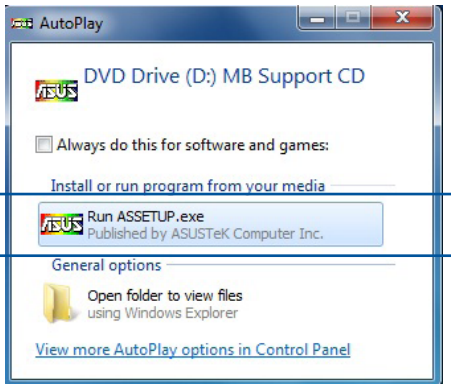 AutoPlay
DVD Drive (D:) MB Support CD
ASUS
Always do this for software and games:
Install or run program from your media
ASUS
Run ASSETUP.exe
Published by ASUSTeK Computer Inc.
General options
Open folder to view files
using Windows Explorer
View more AutoPlay options in Control Panel